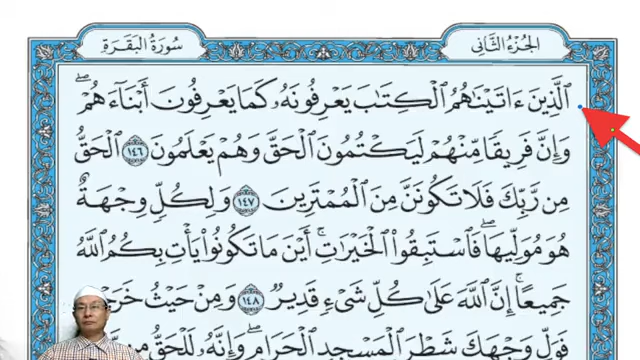 سُورَةُ البَقَرَةِ
الجُزْءُ الثَّانِي
ٱلَّذِينَ ءَاتَيْنَٰهُمُ ٱلْكِتَٰبَ يَعْرِفُونَهُۥ كَمَا يَعْرِفُونَ أَبْنَآءَهُمْۖ
وَإِنَّ فَرِيقًا مِّنْهُمْ لَيَكْتُمُونَ ٱلْحَقَّ وَهُمْ يَعْلَمُونَ ١٤٦ ٱلْحَقُّ
مِن رَّبِّكَ فَلَا تَكُونَنَّ مِنَ ٱلْمُمْتَرِينَ ١٤٧ وَلِكُلٍّ وِجْهَةٌ
هُوَ مُوَلِّيهَاۖ فَٱسْتَبِقُوا۟ ٱلْخَيْرَٰتِۚ أَيْنَ مَا تَكُونُوا۟ يَأْتِ بِكُمُ ٱللَّهُ
جَمِيعًاۚ إِنَّ ٱللَّهَ عَلَىٰ كُلِّ شَىْءٍ قَدِيرٌ ١٤٨ وَمِنْ حَيْثُ خَرَجْتَ
فَوَلِّ وَجْهَكَ شَطْرَ ٱلْمَسْجِدِ ٱلْحَرَامِۖ وَإِنَّهُۥ لَلْحَقُّ مِن